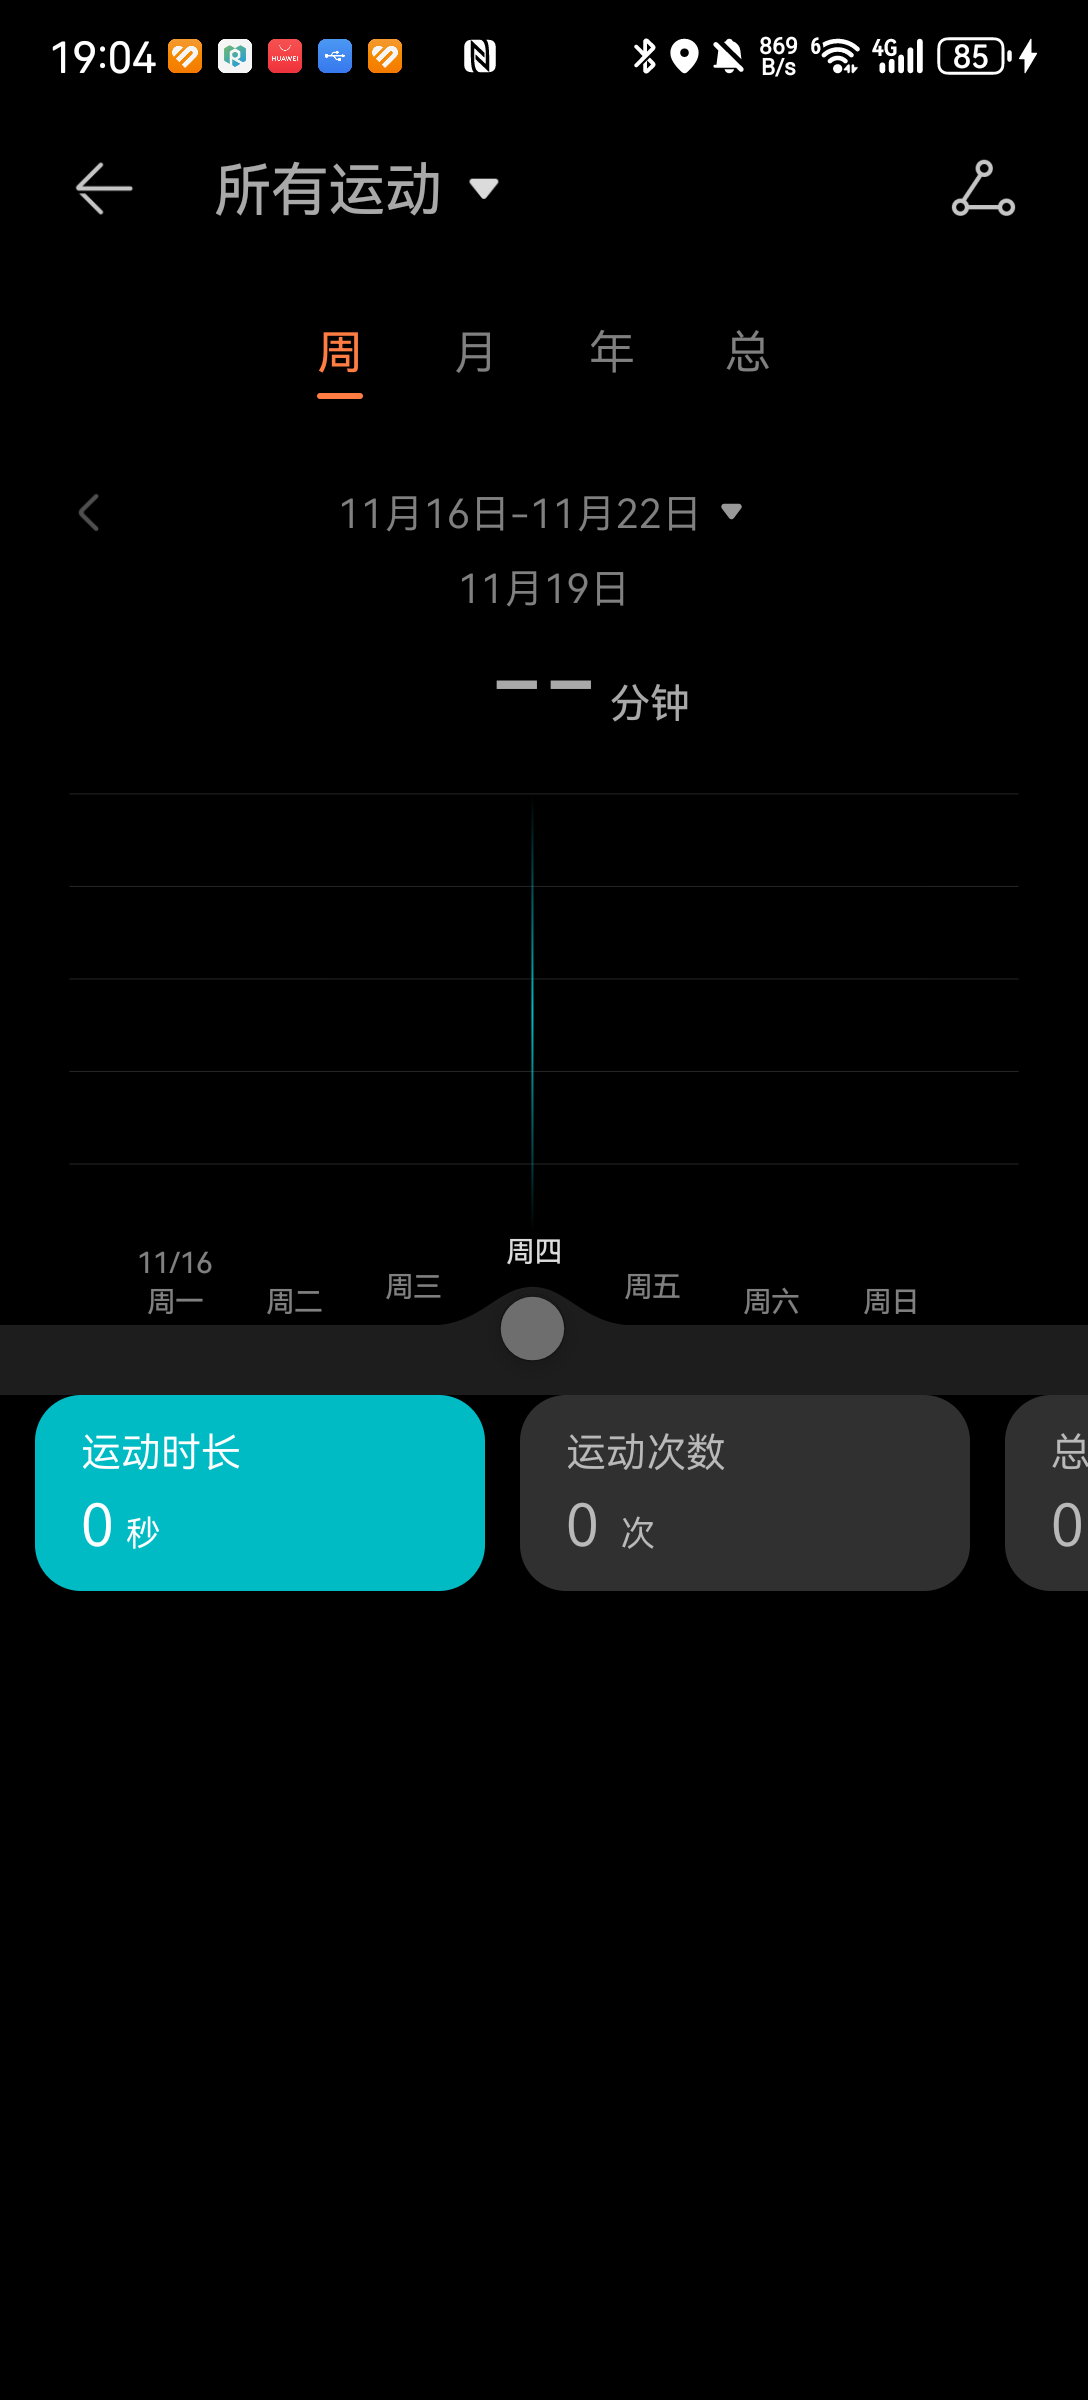 19:04 HUAWEI 869 B/s 6 4G 85
所有运动
周 月 年 总
11月16日-11月22日
11月19日
-- 分钟
11/16
周一 周二 周三 周四 周五 周六 周日
运动时长 运动次数 总
0 秒 0 次 0